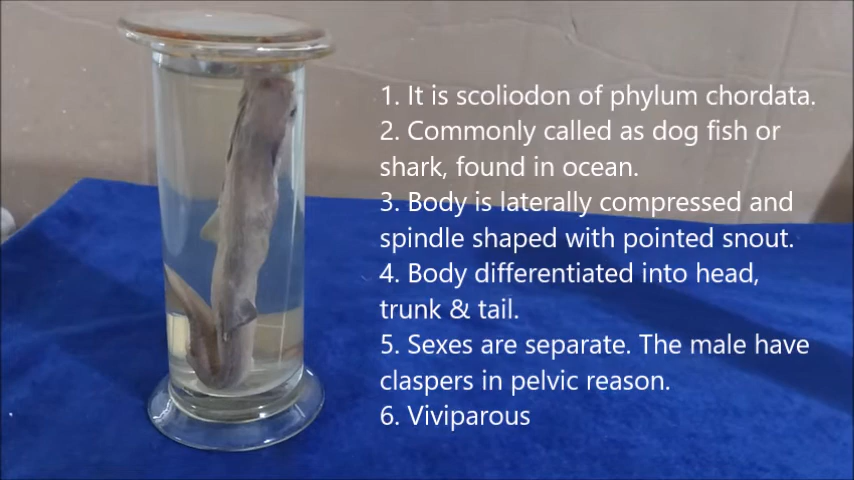 1. It is scoliodon of phylum chordata.
2. Commonly called as dog fish or
shark, found in ocean.
3. Body is laterally compressed and
spindle shaped with pointed snout.
4. Body differentiated into head,
trunk & tail.
5. Sexes are separate. The male have
claspers in pelvic reason.
6. Viviparous